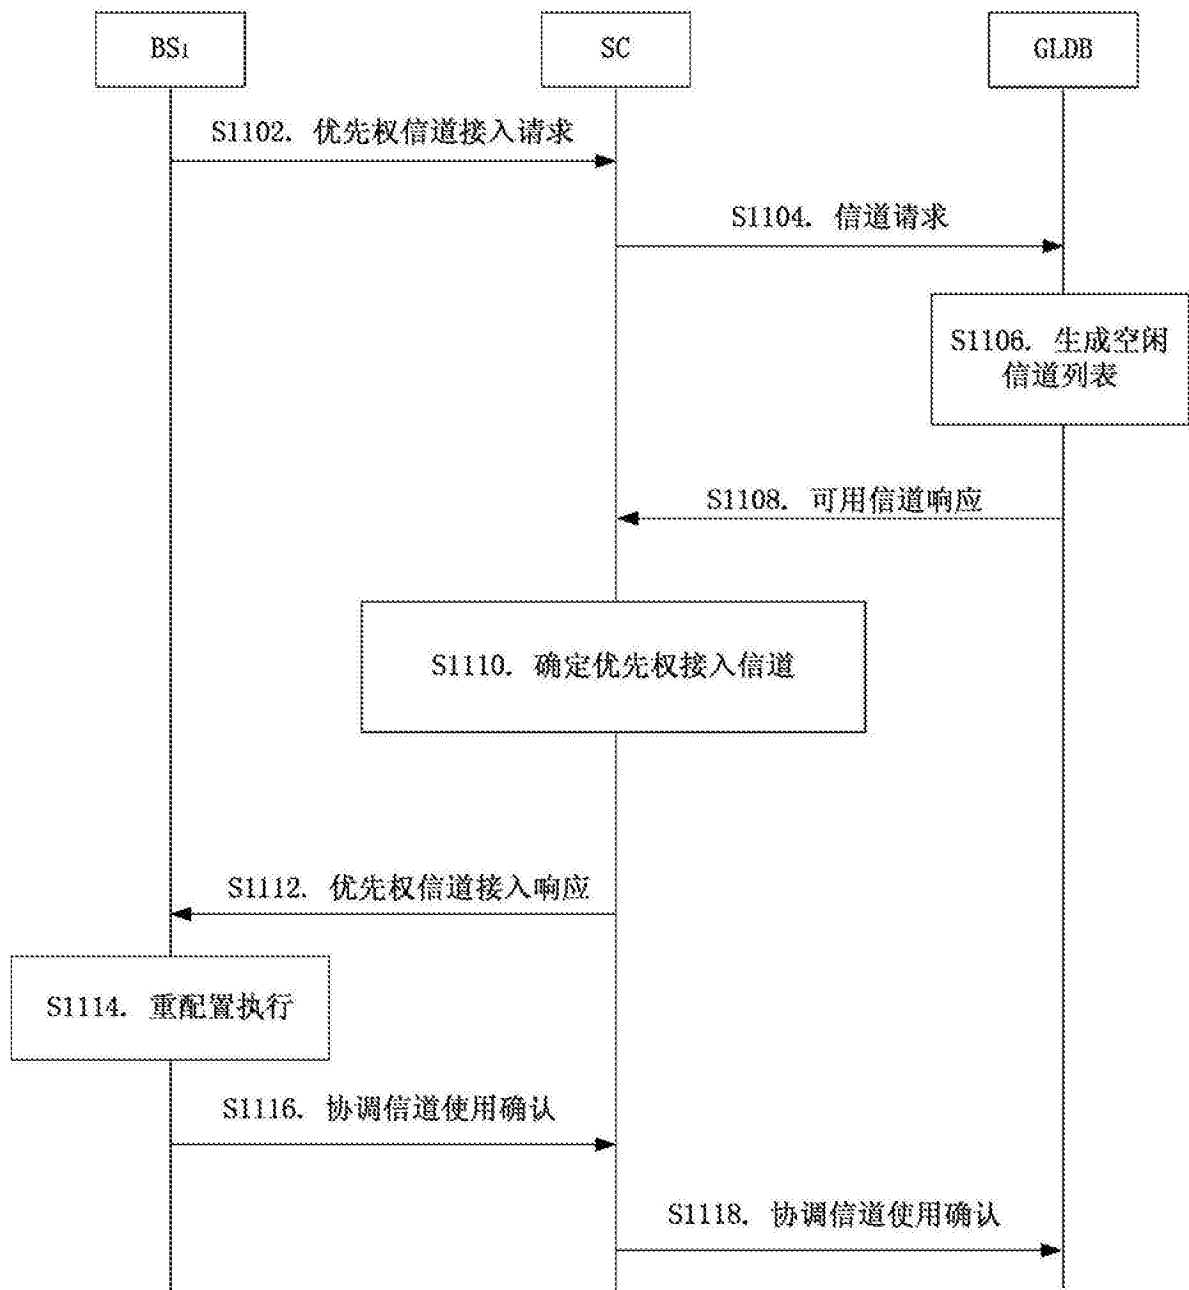 BS₁
SC
GLDB
S1102. 优先权信道接入请求
S1104. 信道请求
S1106. 生成空闲
信道列表
S1108. 可用信道响应
S1110. 确定优先权接入信道
S1112. 优先权信道接入响应
S1114. 重配置执行
S1116. 协调信道使用确认
S1118. 协调信道使用确认